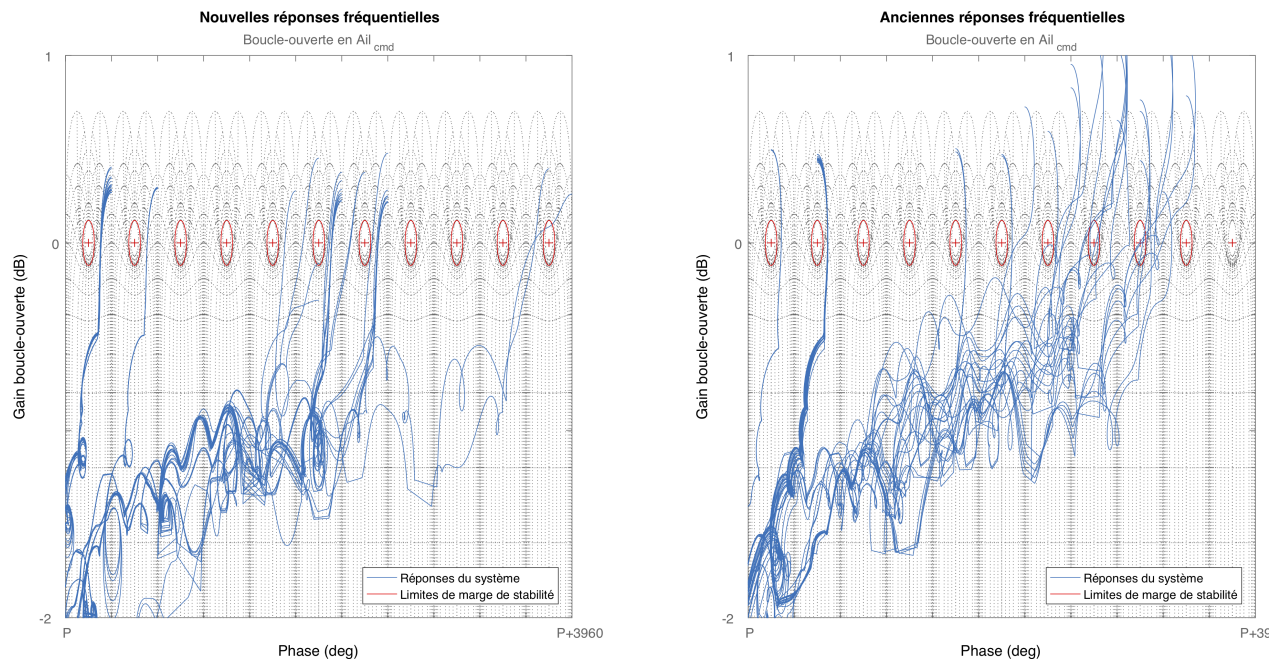 Nouvelles réponses fréquentielles
Boucle-ouverte en Ail cmd
1
0
-2
Gain boucle-ouverte (dB)
P
P+3960
Phase (deg)
Réponses du système
Limites de marge de stabilité
Anciennes réponses fréquentielles
Boucle-ouverte en Ail cmd
1
0
-2
Gain boucle-ouverte (dB)
P
P+39
Phase (deg)
Réponses du système
Limites de marge de stabilité